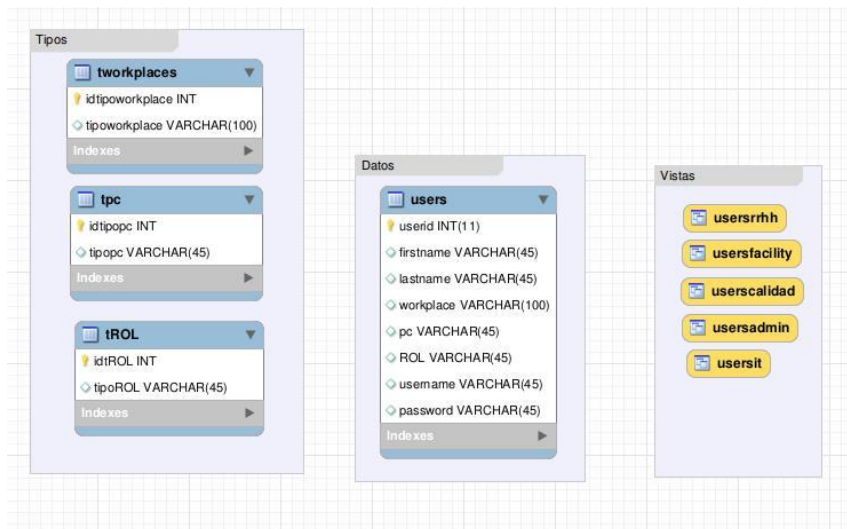 Tipos
tworkplaces
idtipoworkplace INT
tipoworkplace VARCHAR(100)
Indexes
tpc
idtipopc INT
tipopc VARCHAR(45)
Indexes
tROL
idtROL INT
tipoROL VARCHAR(45)
Indexes
Datos
users
userid INT(11)
firstname VARCHAR(45)
lastname VARCHAR(45)
workplace VARCHAR(100)
pc VARCHAR(45)
ROL VARCHAR(45)
username VARCHAR(45)
password VARCHAR(45)
Indexes
Vistas
usersrrhh
usersfacility
userscalidad
usersadmin
usersit